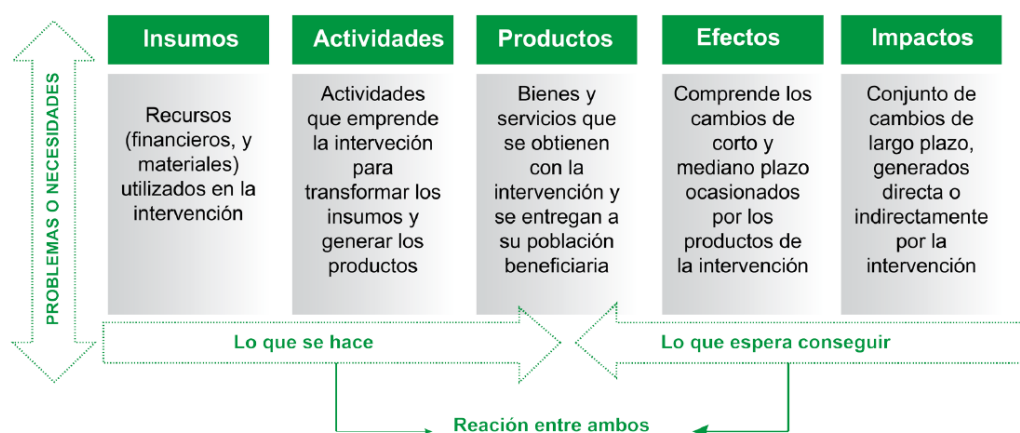 PROBLEMAS O NECESIDADES
Insumos
Recursos
(financieros, y
materiales)
utilizados en la
intervención
Actividades
Actividades
que emprende
la interveción
para
transformar los
insumos y
generar los
productos
Productos
Bienes y
servicios que
se obtienen
con la
intervención y
se entregan a
su población
beneficiaria
Efectos
Comprende los
cambios de
corto y
mediano plazo
ocasionados
por los
productos de
la intervención
Impactos
Conjunto de
cambios de
largo plazo,
generados
directa o
indirectamente
por la
intervención
Lo que se hace
Lo que espera conseguir
Reación entre ambos